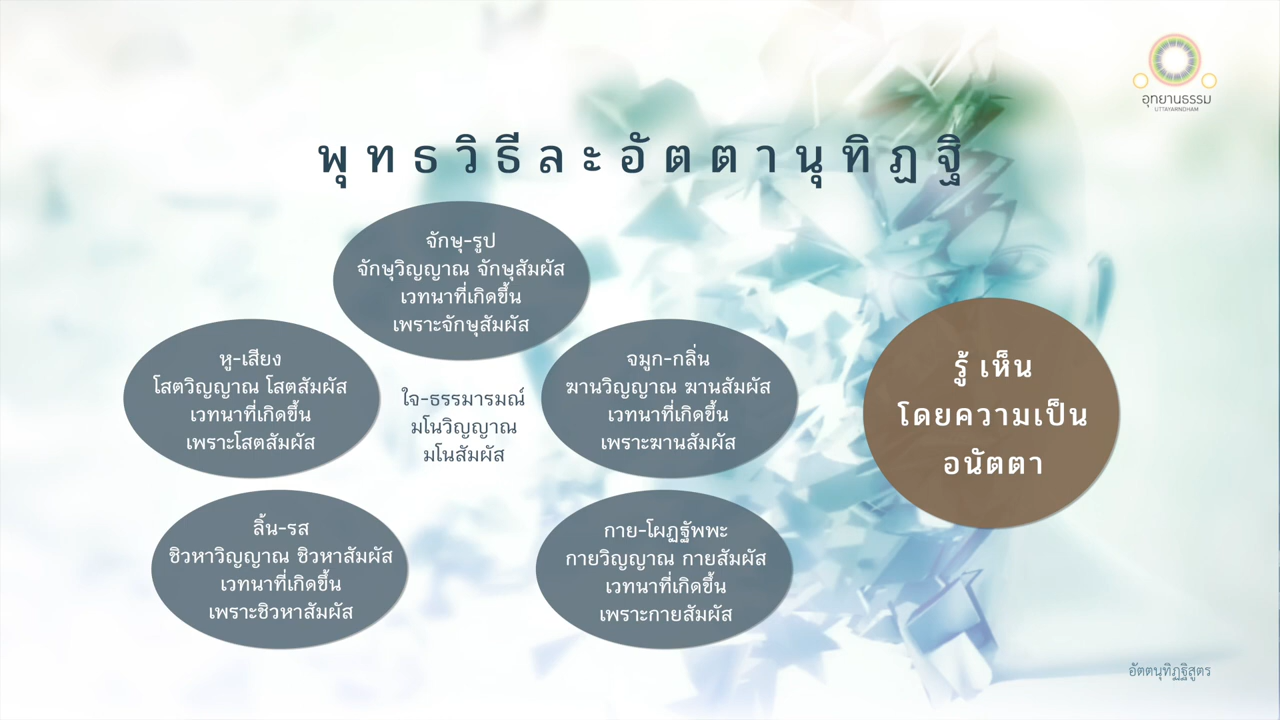 อุทยานธรรม
UTTAYARNDHAM
พุทธวิธีละอัตตานุทิฏฐิ
จักษุ-รูป
จักษุวิญญาณ จักษุสัมผัส
เวทนาที่เกิดขึ้น
เพราะจักษุสัมผัส
หู-เสียง
โสตวิญญาณ โสตสัมผัส
เวทนาที่เกิดขึ้น
เพราะโสตสัมผัส
ใจ-ธรรมารมณ์
มโนวิญญาณ
มโนสัมผัส
จมูก-กลิ่น
ฆานวิญญาณ ฆานสัมผัส
เวทนาที่เกิดขึ้น
เพราะฆานสัมผัส
ลิ้น-รส
ชิวหาวิญญาณ ชิวหาสัมผัส
เวทนาที่เกิดขึ้น
เพราะชิวหาสัมผัส
กาย-โผฏฐัพพะ
กายวิญญาณ กายสัมผัส
เวทนาที่เกิดขึ้น
เพราะกายสัมผัส
รู้ เห็น
โดยความเป็น
อนัตตา
อัตตนุทิฏฐิสูตร